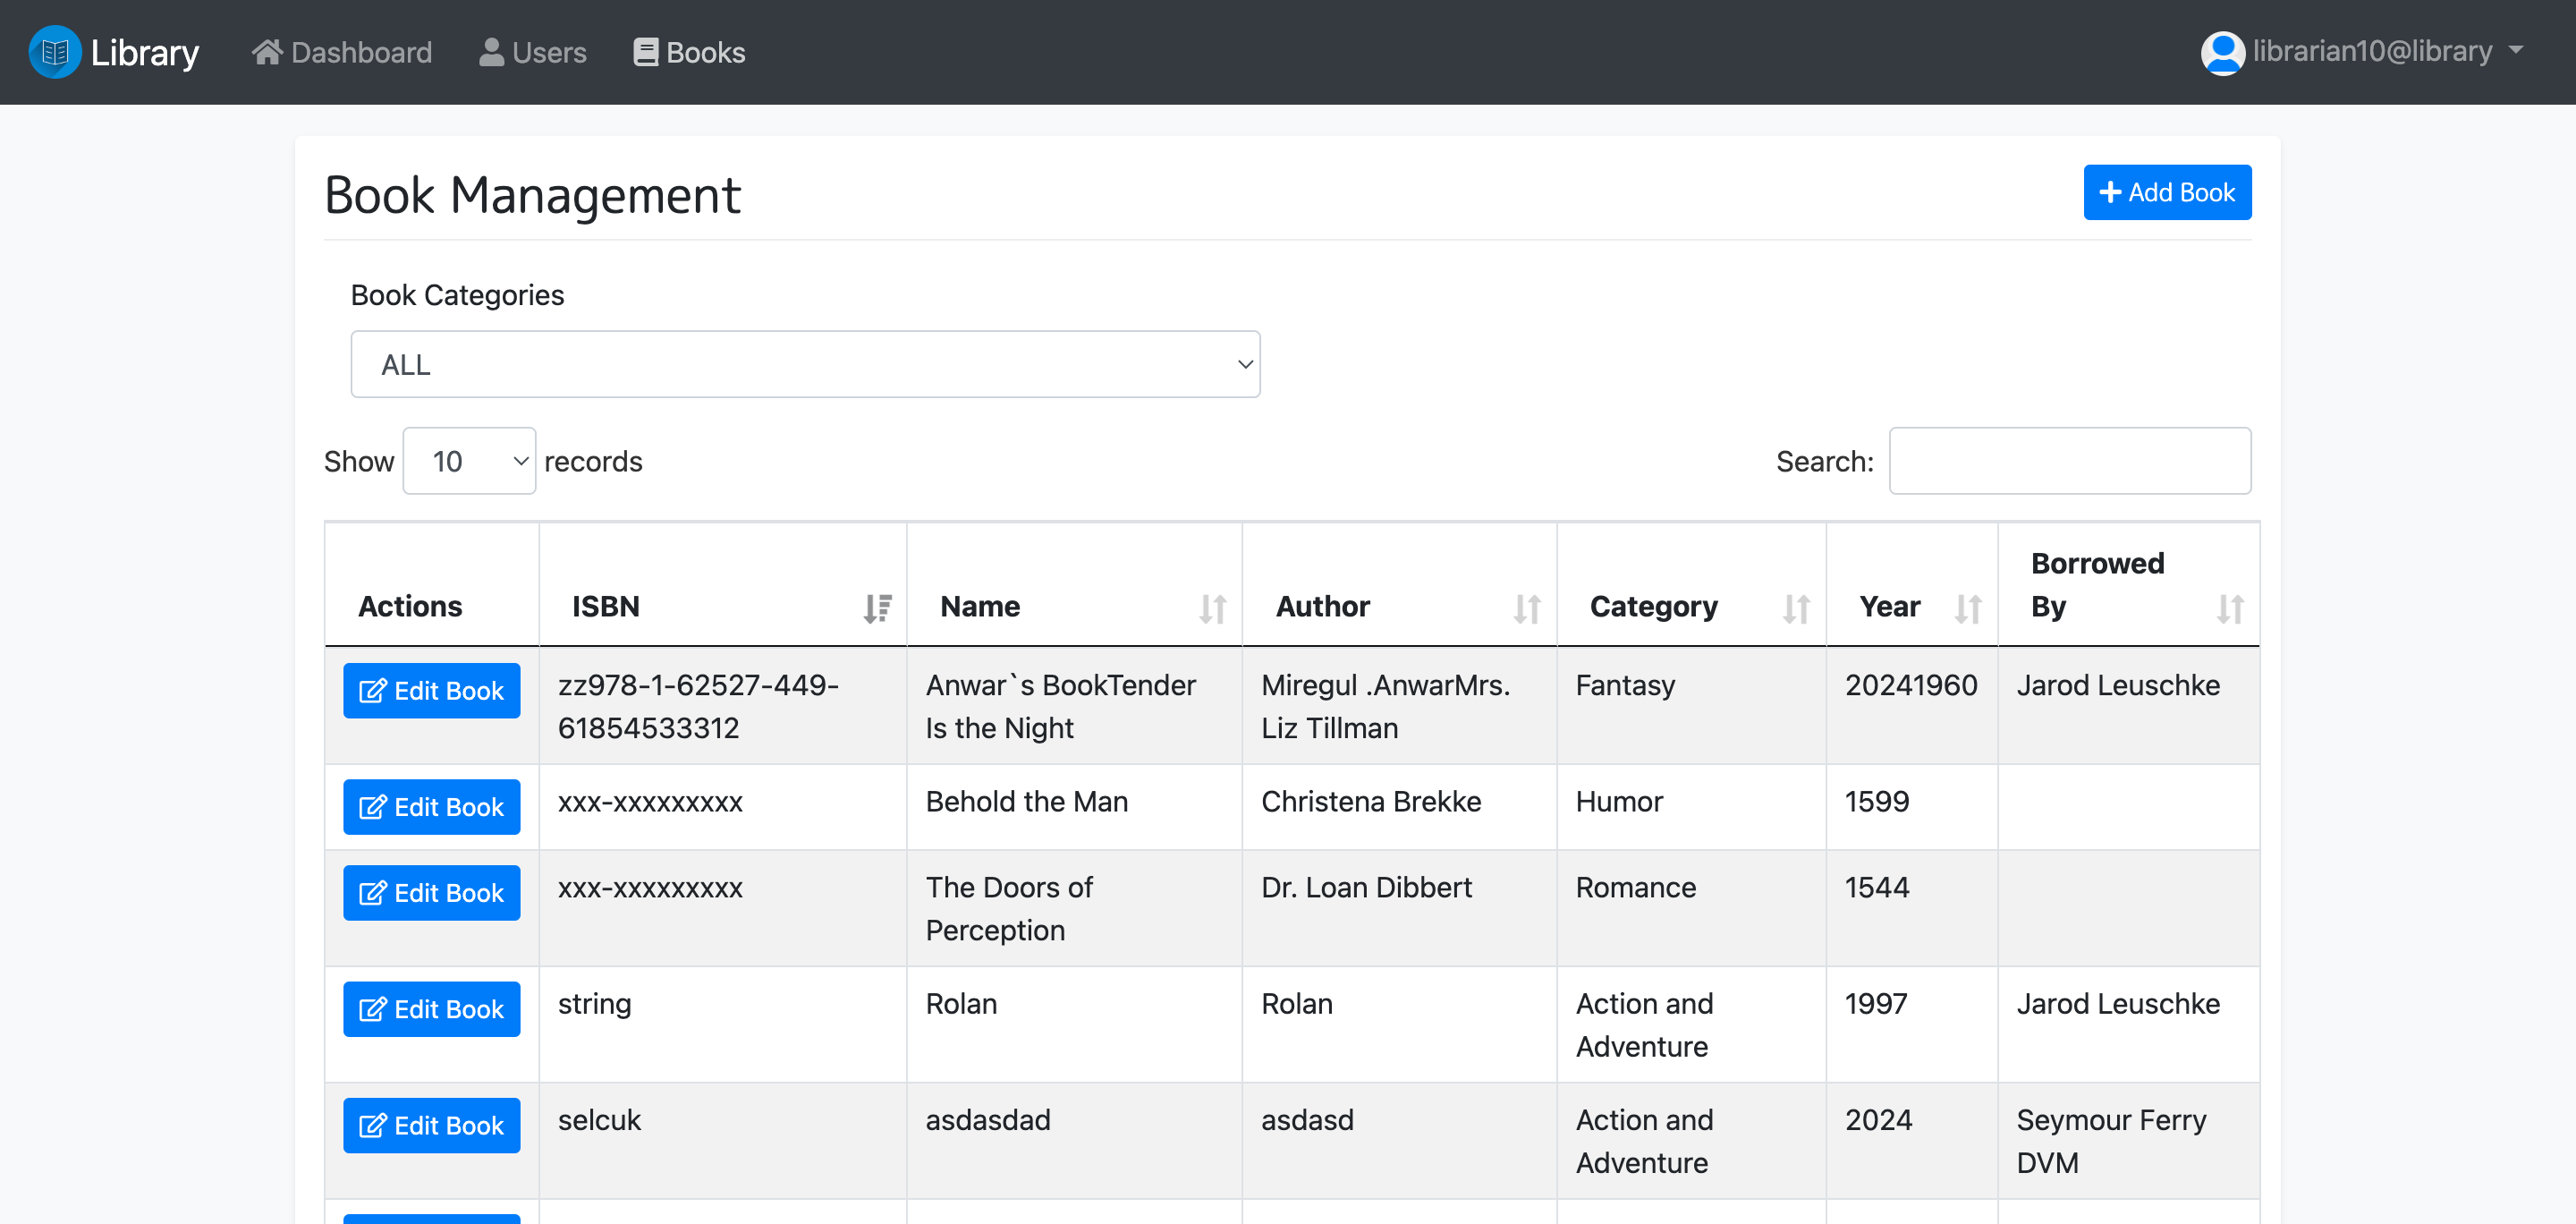 Library Dashboard Users Books librarian10@library
Book Management
+ Add Book
Book Categories
ALL
Show 10 records
Search:
Actions ISBN Name Author Category Year Borrowed By
Edit Book zz978-1-62527-449-61854533312 Anwar`s BookTender Is the Night Miregul .AnwarMrs. Liz Tillman Fantasy 20241960 Jarod Leuschke
Edit Book xxx-xxxxxxxxx Behold the Man Christena Brekke Humor 1599
Edit Book xxx-xxxxxxxxx The Doors of Perception Dr. Loan Dibbert Romance 1544
Edit Book string Rolan Rolan Action and Adventure 1997 Jarod Leuschke
Edit Book selcuk asdasdad asdasd Action and Adventure 2024 Seymour Ferry DVM